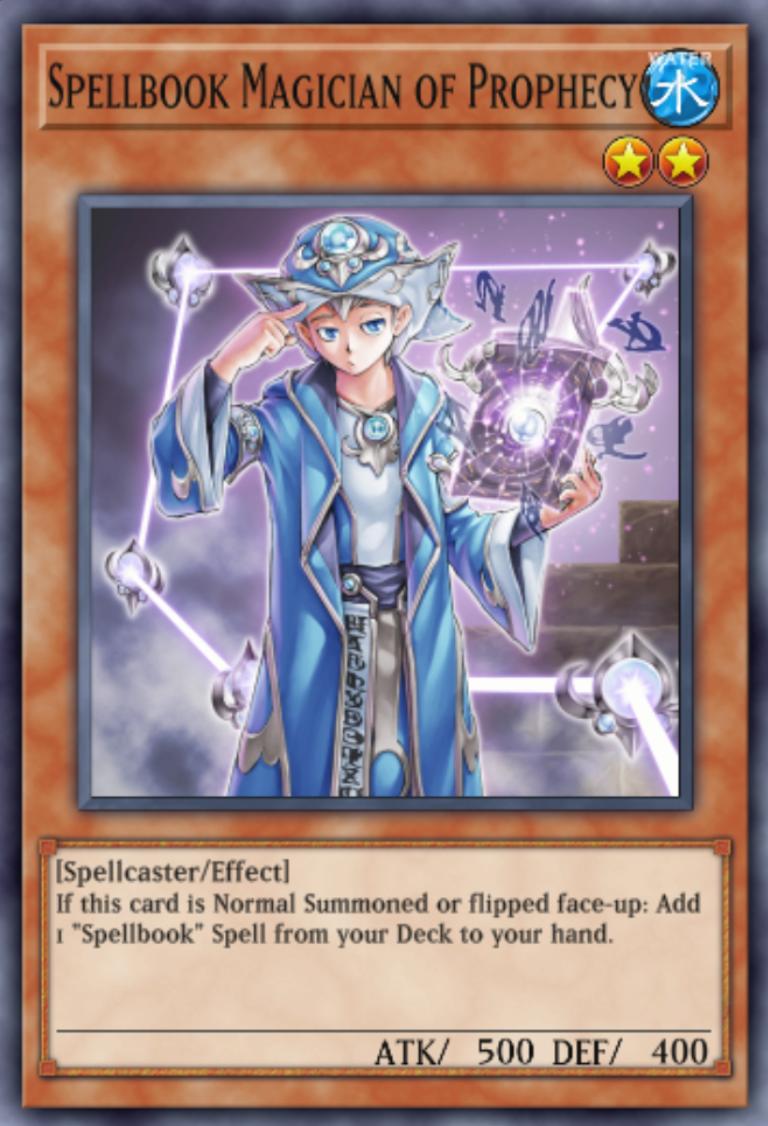 Spellbook Magician of Prophecy
WATER
水
[Spellcaster/Effect]
If this card is Normal Summoned or flipped face-up: Add
1 "Spellbook" Spell from your Deck to your hand.
ATK/ 500 DEF/ 400